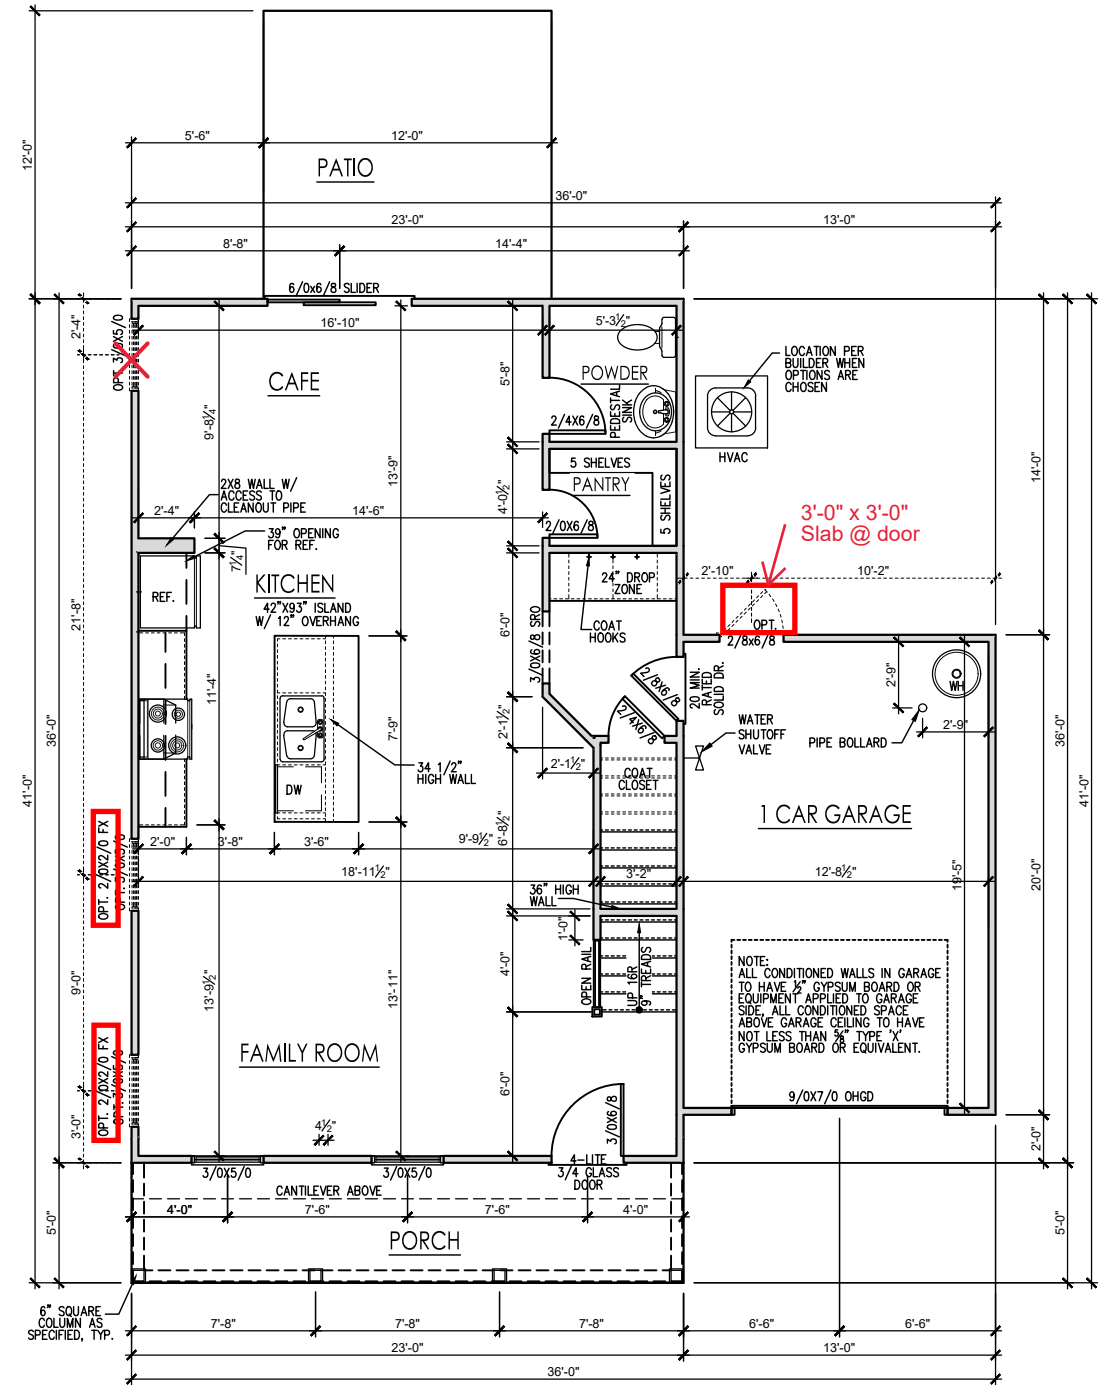 12'-0"
5'-6"
12'-0"
PATIO
36'-0"
23'-0"
13'-0"
8'-8"
14'-4"
6/0x6/8 SLIDER
2'-4"
OPT. 3/0X5/0
16'-10"
5'-3½"
CAFE
5'-8"
POWDER
PEDESTAL
SINK
2/4X6/8
LOCATION PER
BUILDER WHEN
OPTIONS ARE
CHOSEN
HVAC
9'-8¼"
13'-9"
14'-0"
5 SHELVES
PANTRY
5 SHELVES
4'-0½"
2/0X6/8
2X8 WALL W/
ACCESS TO
CLEANOUT PIPE
2'-4"
14'-6"
39" OPENING
FOR REF.
7¼"
3'-0" x 3'-0"
Slab @ door
2'-10"
10'-2"
KITCHEN
42"X93" ISLAND
W/ 12" OVERHANG
REF.
24" DROP
ZONE
COAT
HOOKS
6'-0"
3/0X6/8 SRO
OPT.
2/8x6/8
21'-8"
11'-4"
7'-9"
2/8X6/8
20 MIN.
RATED
SOLID DR.
2/4X6/8
2'-9"
WH
PIPE BOLLARD
2'-9"
WATER
SHUTOFF
VALVE
36'-0"
41'-0"
36'-0"
41'-0"
2'-1½"
2'-1½"
34 1/2"
HIGH WALL
DW
COAT
CLOSET
1 CAR GARAGE
OPT. 2/0X2/0 FX
OPT. 3/0X5/0
2'-0"
3'-8"
3'-6"
9'-9½"
6'-8½"
18'-11½"
3'-2"
12'-8½"
19'-5"
20'-0"
36" HIGH
WALL
1'-0"
9'-0"
13'-9½"
13'-11"
4'-0"
OPEN RAIL
UP 16R
9" TREADS
NOTE:
ALL CONDITIONED WALLS IN GARAGE
TO HAVE ½" GYPSUM BOARD OR
EQUIPMENT APPLIED TO GARAGE
SIDE, ALL CONDITIONED SPACE
ABOVE GARAGE CEILING TO HAVE
NOT LESS THAN ⅝" TYPE 'X'
GYPSUM BOARD OR EQUIVALENT.
FAMILY ROOM
OPT. 2/0X2/0 FX
OPT. 3/0X5/0
3'-0"
6'-0"
4½"
3/0X6/8
9/0X7/0 OHGD
2'-0"
3/0X5/0
3/0X5/0
4-LITE
3/4 GLASS
DOOR
CANTILEVER ABOVE
4'-0"
7'-6"
7'-6"
4'-0"
5'-0"
PORCH
5'-0"
6" SQUARE
COLUMN AS
SPECIFIED, TYP.
7'-8"
7'-8"
7'-8"
6'-6"
6'-6"
23'-0"
13'-0"
36'-0"